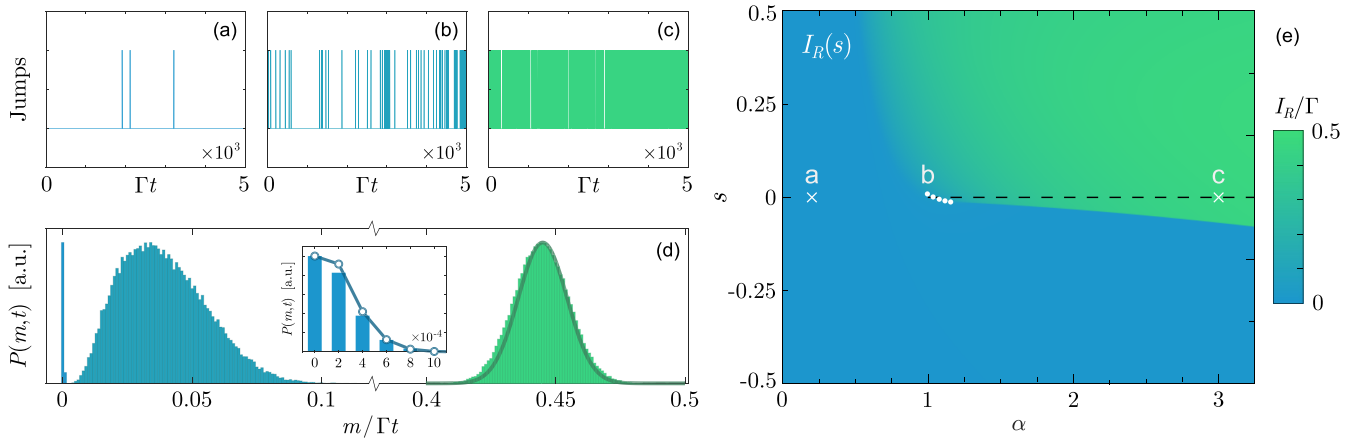 (a)
(b)
(c)
Jumps
×10³
×10³
×10³
0
5
0
5
0
5
Γt
Γt
Γt
P(m,t) [a.u.]
(d)
P(m,t) [a.u.]
×10⁻⁴
0 2 4 6 8 10
0
0.05
0.1
0.4
0.45
0.5
m/Γt
(e)
I_R(s)
a
b
c
s
0.5
0.25
0
-0.25
-0.5
0
1
2
3
α
I_R/Γ
0.5
0